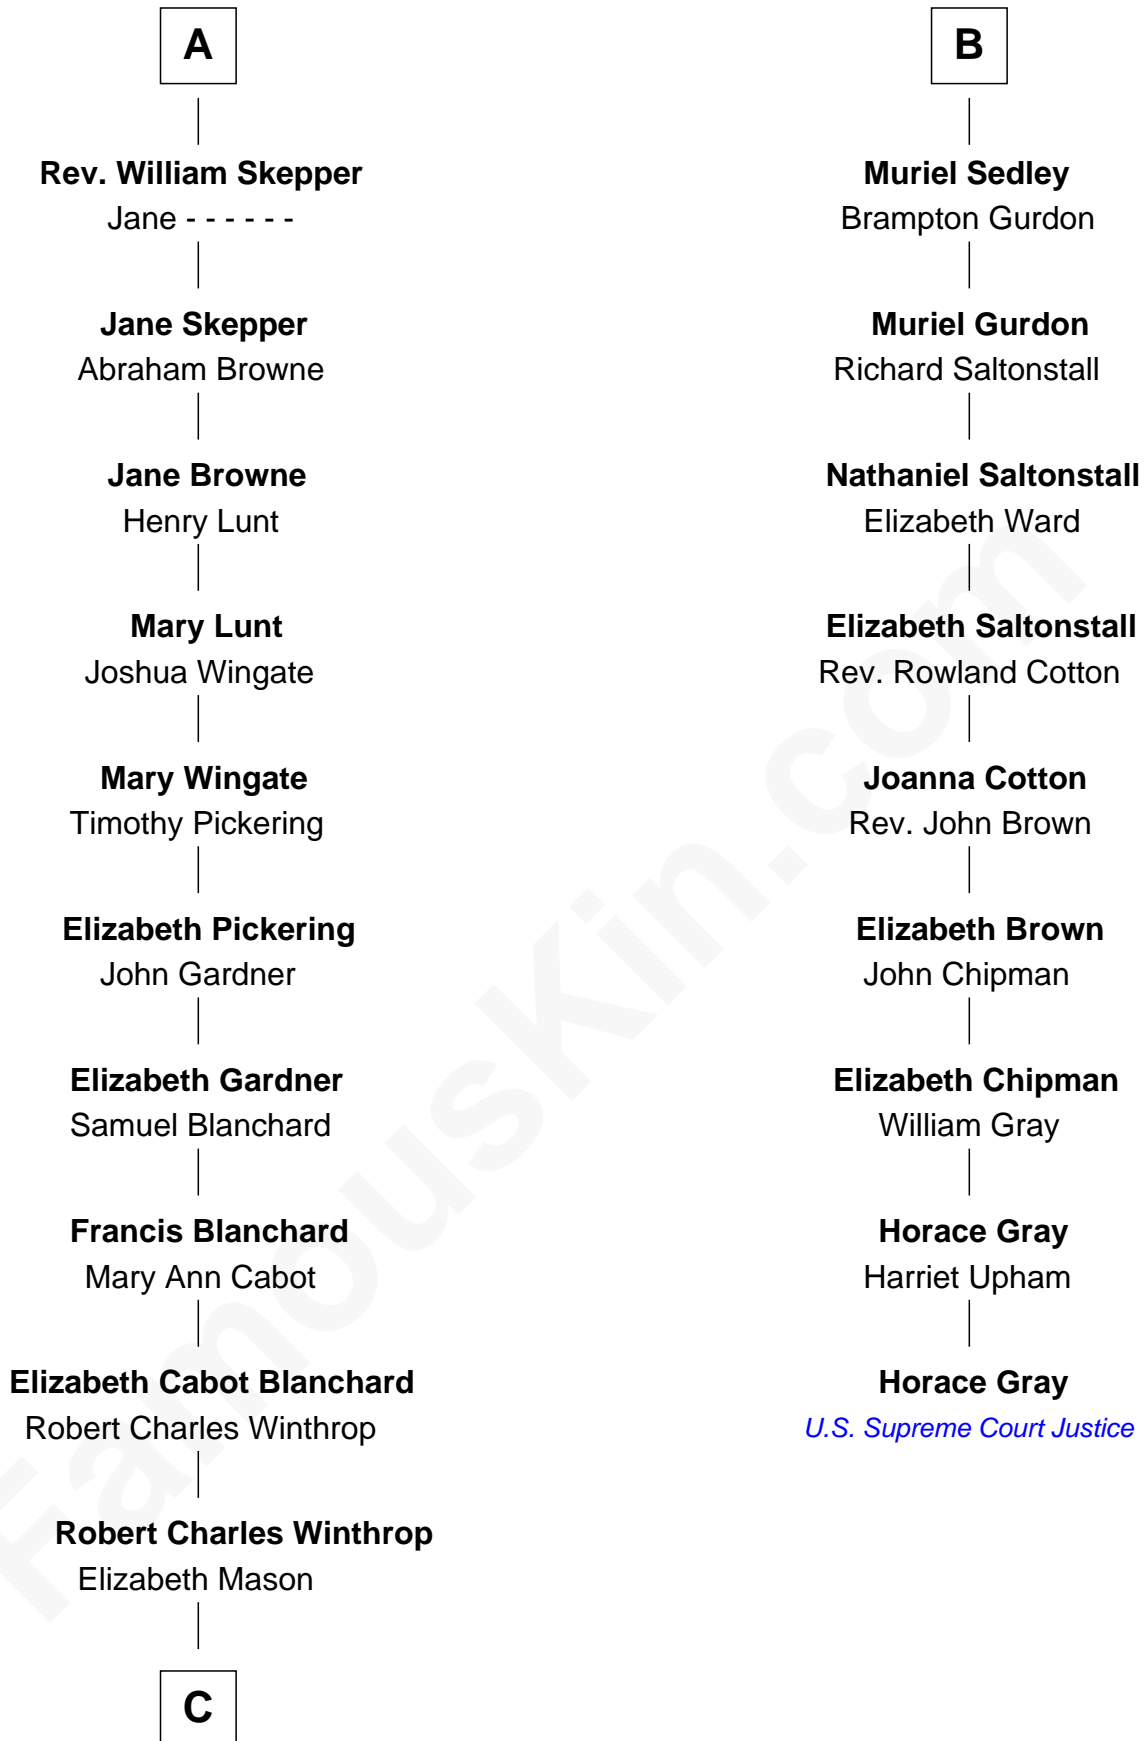 A
Rev. William Skepper
Jane - - - - - -
Jane Skepper
Abraham Browne
Jane Browne
Henry Lunt
Mary Lunt
Joshua Wingate
Mary Wingate
Timothy Pickering
Elizabeth Pickering
John Gardner
Elizabeth Gardner
Samuel Blanchard
Francis Blanchard
Mary Ann Cabot
Elizabeth Cabot Blanchard
Robert Charles Winthrop
Robert Charles Winthrop
Elizabeth Mason
C
B
Muriel Sedley
Brampton Gurdon
Muriel Gurdon
Richard Saltonstall
Nathaniel Saltonstall
Elizabeth Ward
Elizabeth Saltonstall
Rev. Rowland Cotton
Joanna Cotton
Rev. John Brown
Elizabeth Brown
John Chipman
Elizabeth Chipman
William Gray
Horace Gray
Harriet Upham
Horace Gray
U.S. Supreme Court Justice
FamousKin.com